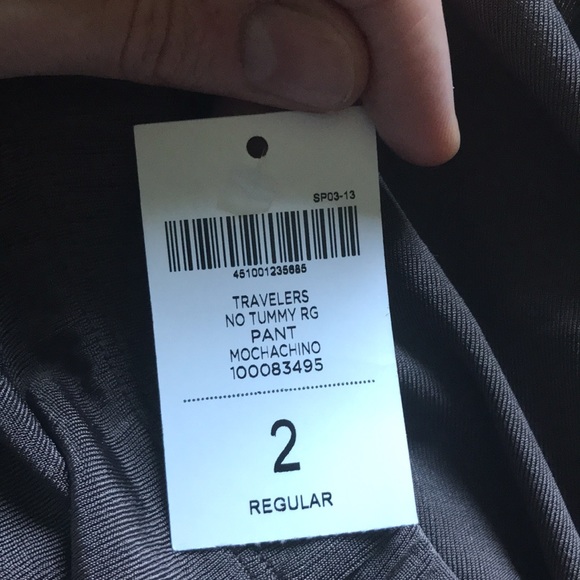 SP03-13
451001235685
TRAVELERS
NO TUMMY RG
PANT
MOCHACHINO
100083495
2
REGULAR